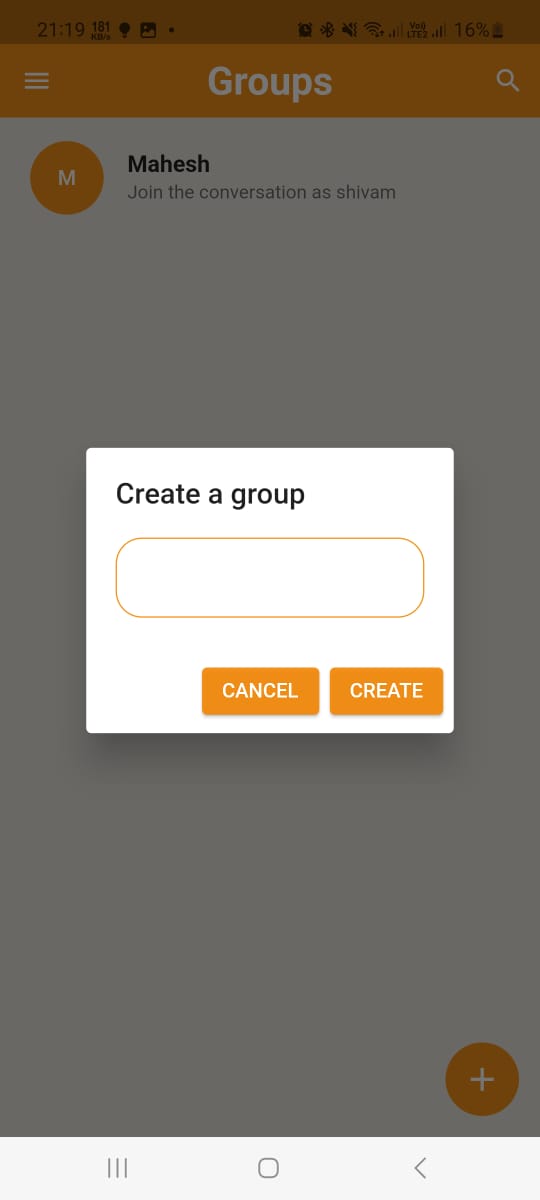 21:19 181 KB/s Vo) LTE2 16%
Groups
M
Mahesh
Join the conversation as shivam
Create a group
CANCEL CREATE